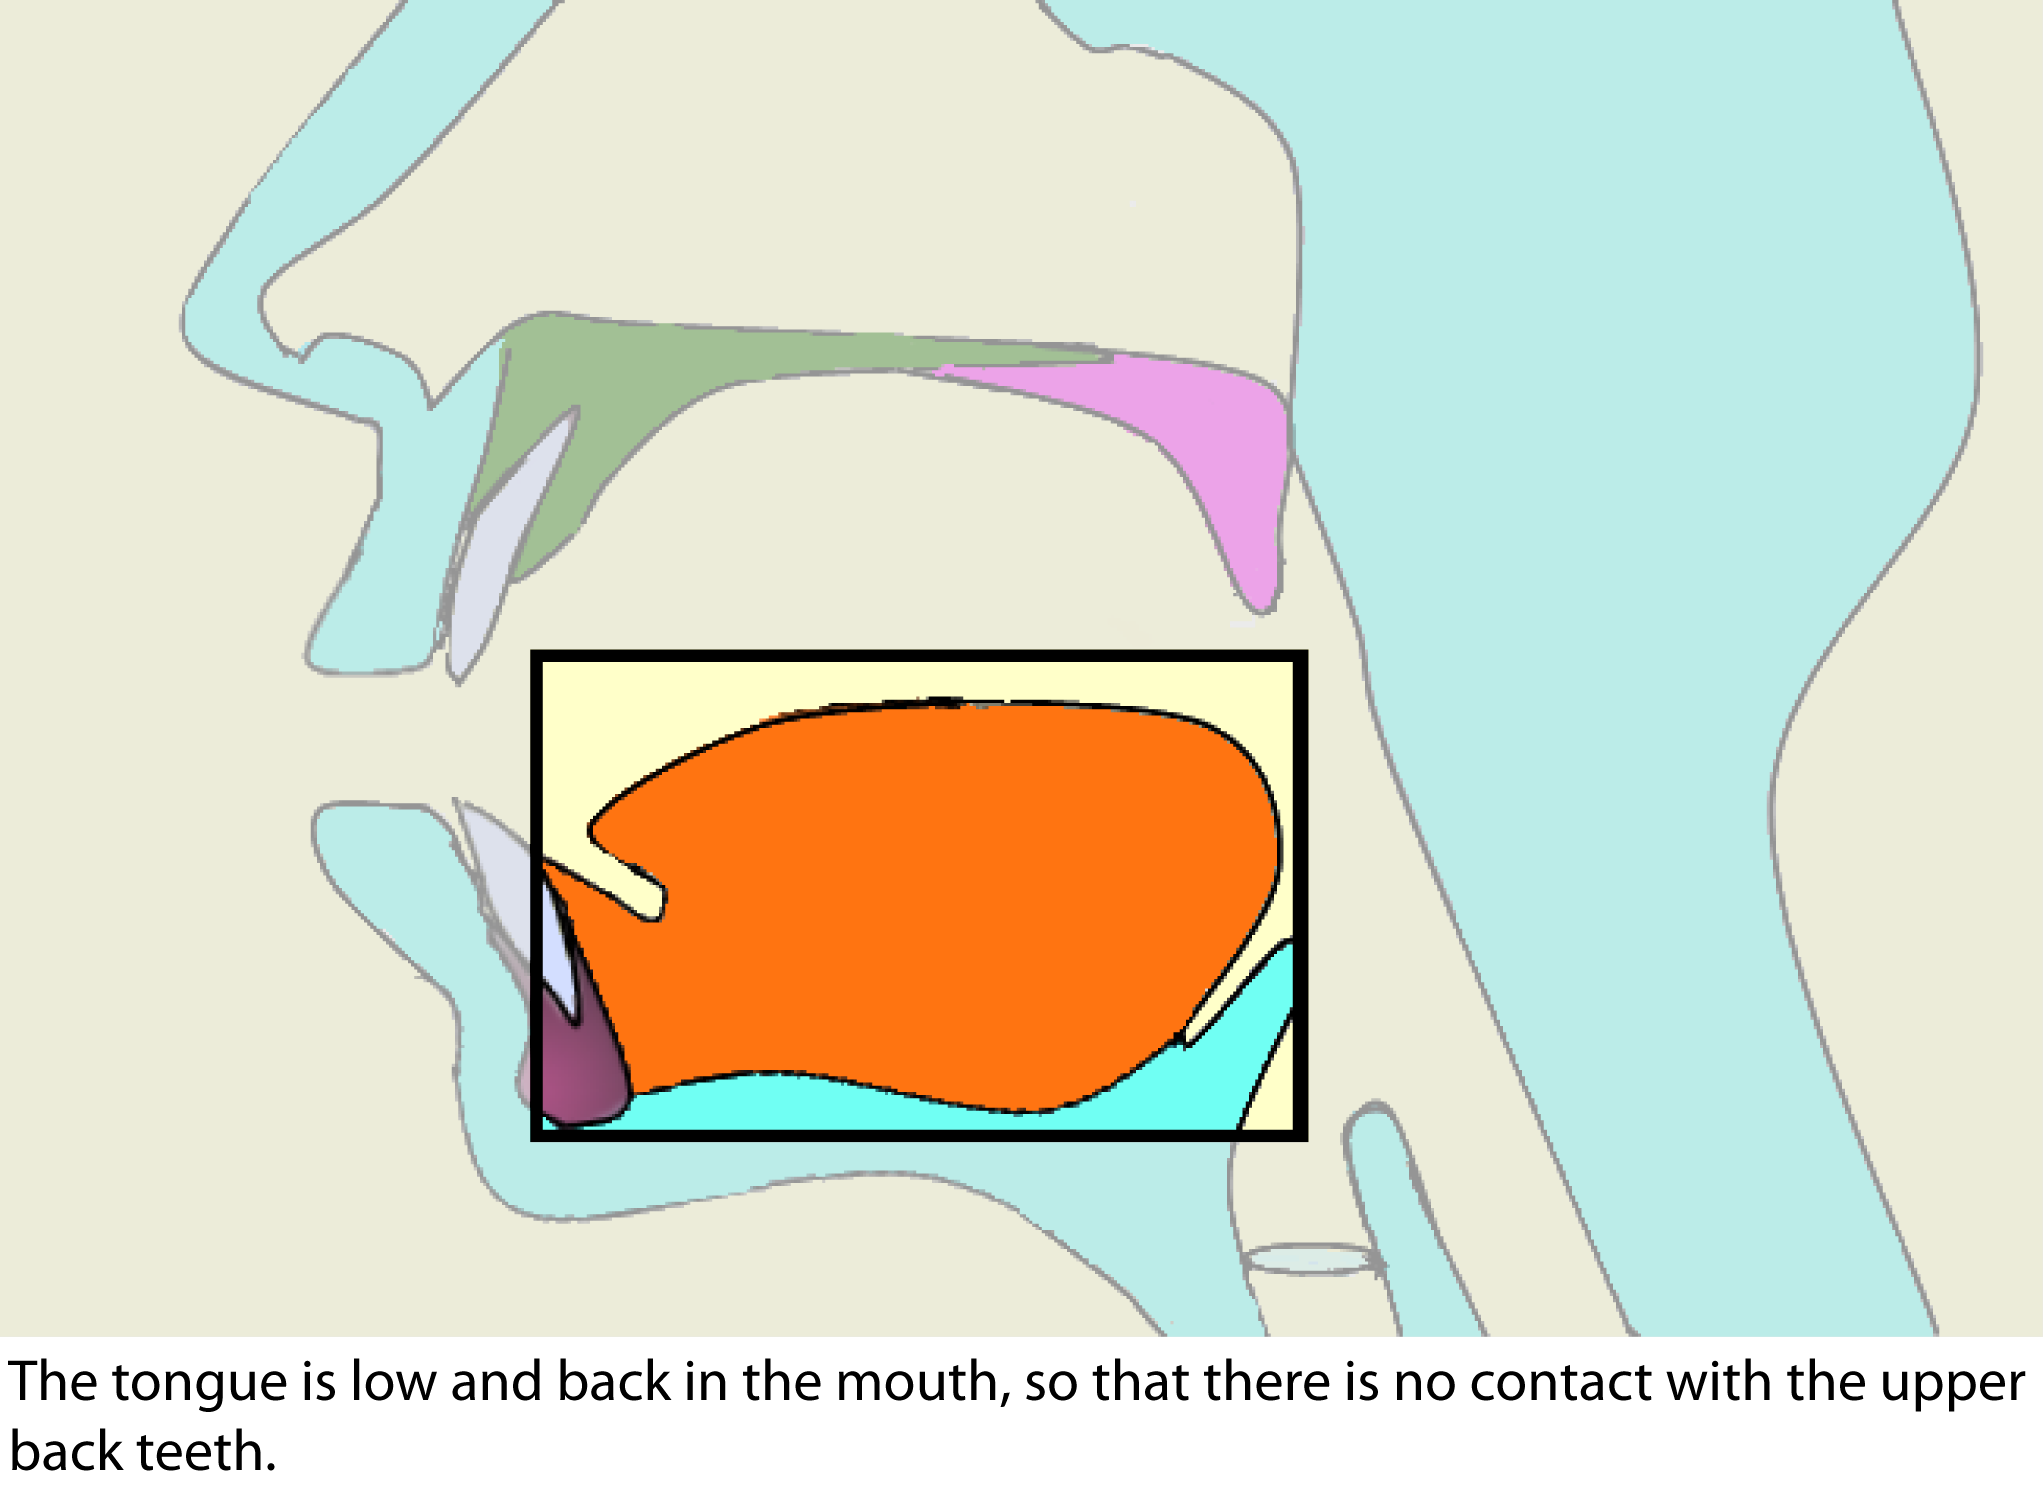 The tongue is low and back in the mouth, so that there is no contact with the upper
back teeth.